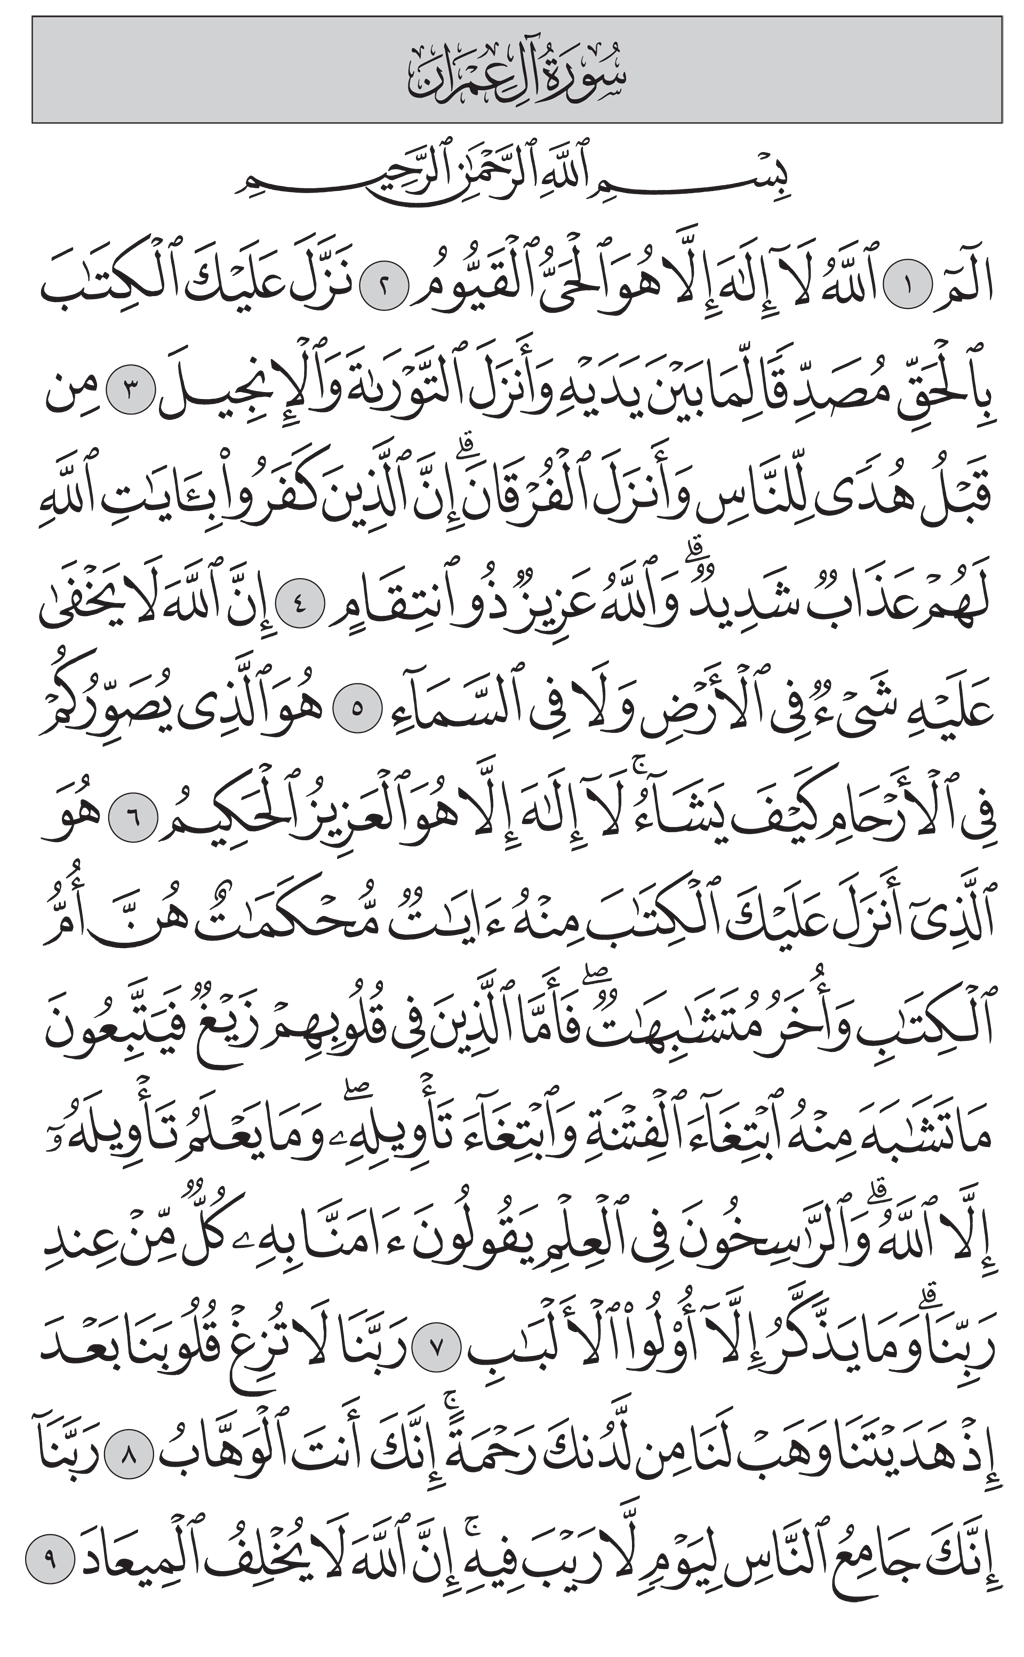 سُورَةُ آلِ عِمْرَانَ
بِسْمِ ٱللَّهِ ٱلرَّحْمَٰنِ ٱلرَّحِيمِ
الٓمٓ ١ ٱللَّهُ لَآ إِلَٰهَ إِلَّا هُوَ ٱلْحَىُّ ٱلْقَيُّومُ ٢ نَزَّلَ عَلَيْكَ ٱلْكِتَٰبَ
بِٱلْحَقِّ مُصَدِّقًا لِّمَا بَيْنَ يَدَيْهِ وَأَنزَلَ ٱلتَّوْرَىٰةَ وَٱلْإِنجِيلَ ٣ مِن
قَبْلُ هُدًى لِّلنَّاسِ وَأَنزَلَ ٱلْفُرْقَانَ ۗ إِنَّ ٱلَّذِينَ كَفَرُوا۟ بِـَٔايَٰتِ ٱللَّهِ
لَهُمْ عَذَابٌ شَدِيدٌ ۗ وَٱللَّهُ عَزِيزٌ ذُو ٱنتِقَامٍ ٤ إِنَّ ٱللَّهَ لَا يَخْفَىٰ
عَلَيْهِ شَىْءٌ فِى ٱلْأَرْضِ وَلَا فِى ٱلسَّمَآءِ ٥ هُوَ ٱلَّذِى يُصَوِّرُكُمْ
فِى ٱلْأَرْحَامِ كَيْفَ يَشَآءُ ۚ لَآ إِلَٰهَ إِلَّا هُوَ ٱلْعَزِيزُ ٱلْحَكِيمُ ٦ هُوَ
ٱلَّذِىٓ أَنزَلَ عَلَيْكَ ٱلْكِتَٰبَ مِنْهُ ءَايَٰتٌ مُّحْكَمَٰتٌ هُنَّ أُمُّ
ٱلْكِتَٰبِ وَأُخَرُ مُتَشَٰبِهَٰتٌ ۖ فَأَمَّا ٱلَّذِينَ فِى قُلُوبِهِمْ زَيْغٌ فَيَتَّبِعُونَ
مَا تَشَٰبَهَ مِنْهُ ٱبْتِغَآءَ ٱلْفِتْنَةِ وَٱبْتِغَآءَ تَأْوِيلِهِۦ ۖ وَمَا يَعْلَمُ تَأْوِيلَهُۥٓ
إِلَّا ٱللَّهُ ۗ وَٱلرَّٰسِخُونَ فِى ٱلْعِلْمِ يَقُولُونَ ءَامَنَّا بِهِۦ كُلٌّ مِّنْ عِندِ
رَبِّنَا ۗ وَمَا يَذَّكَّرُ إِلَّآ أُو۟لُوا۟ ٱلْأَلْبَٰبِ ٧ رَبَّنَا لَا تُزِغْ قُلُوبَنَا بَعْدَ
إِذْ هَدَيْتَنَا وَهَبْ لَنَا مِن لَّدُنكَ رَحْمَةً ۚ إِنَّكَ أَنتَ ٱلْوَهَّابُ ٨ رَبَّنَآ
إِنَّكَ جَامِعُ ٱلنَّاسِ لِيَوْمٍ لَّا رَيْبَ فِيهِ ۚ إِنَّ ٱللَّهَ لَا يُخْلِفُ ٱلْمِيعَادَ ٩